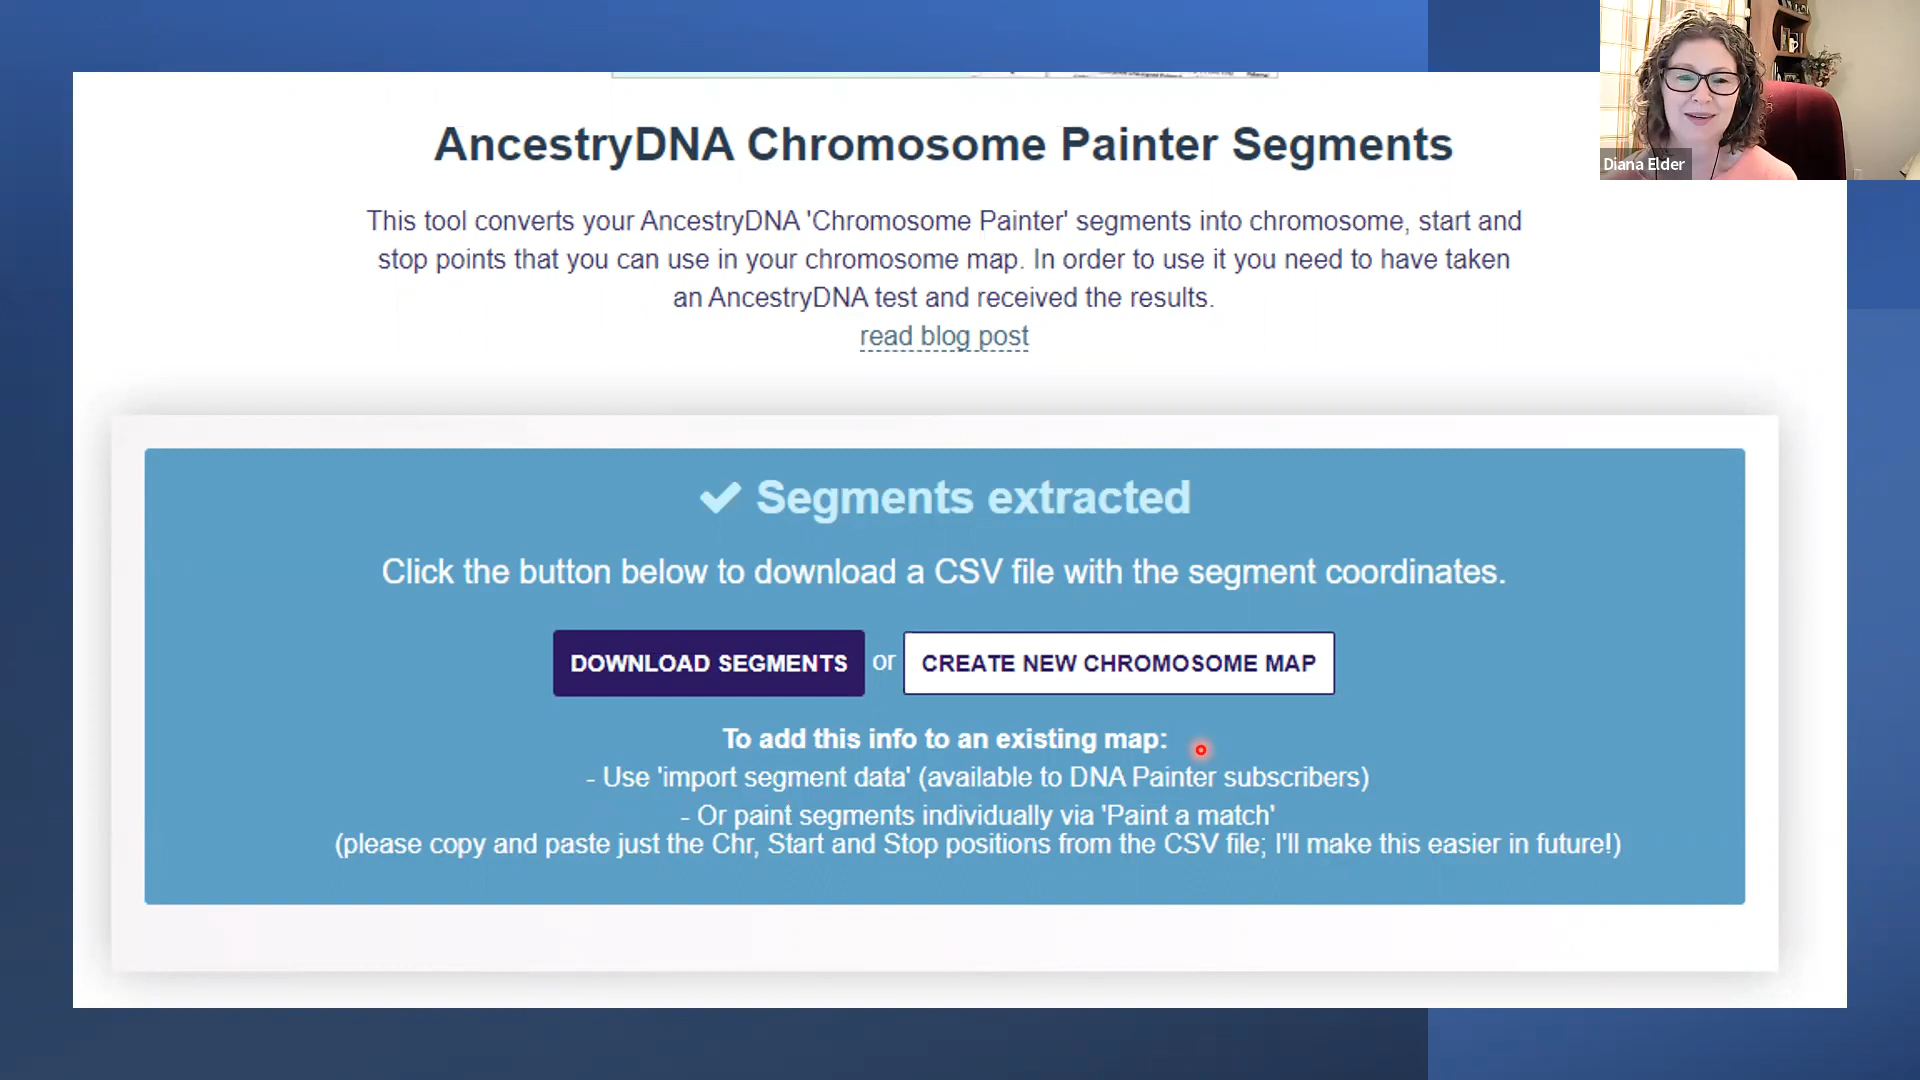 AncestryDNA Chromosome Painter Segments
This tool converts your AncestryDNA 'Chromosome Painter' segments into chromosome, start and
stop points that you can use in your chromosome map. In order to use it you need to have taken
an AncestryDNA test and received the results.
read blog post
Diana Elder
Segments extracted
Click the button below to download a CSV file with the segment coordinates.
DOWNLOAD SEGMENTS or CREATE NEW CHROMOSOME MAP
To add this info to an existing map:
- Use 'import segment data' (available to DNA Painter subscribers)
- Or paint segments individually via 'Paint a match'
(please copy and paste just the Chr, Start and Stop positions from the CSV file; I'll make this easier in future!)